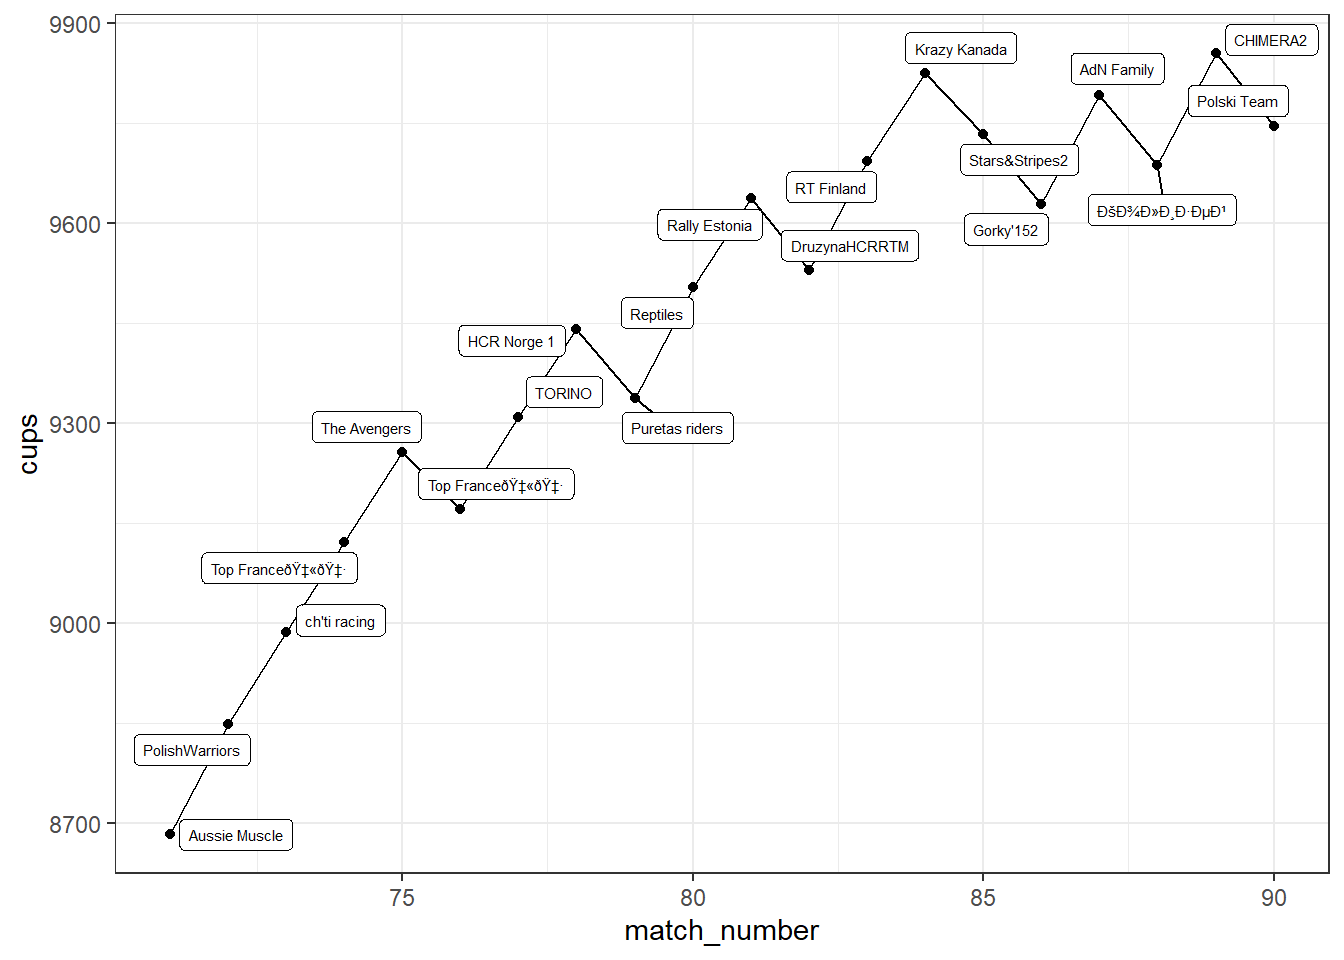 9900
9600
9300
9000
8700
cups
CHIMERA2
Krazy Kanada
AdN Family
Polski Team
Stars&Stripes2
RT Finland
ÐšÐ¾Ð»Ð¸Ð·ÐµÐ¹
Rally Estonia
Gorky'152
DruzynaHCRRTM
Reptiles
HCR Norge 1
TORINO
The Avengers
Puretas riders
Top FranceðŸ‡«ðŸ‡·
Top FranceðŸ‡«ðŸ‡·
ch'ti racing
PolishWarriors
Aussie Muscle
75
80
85
90
match_number